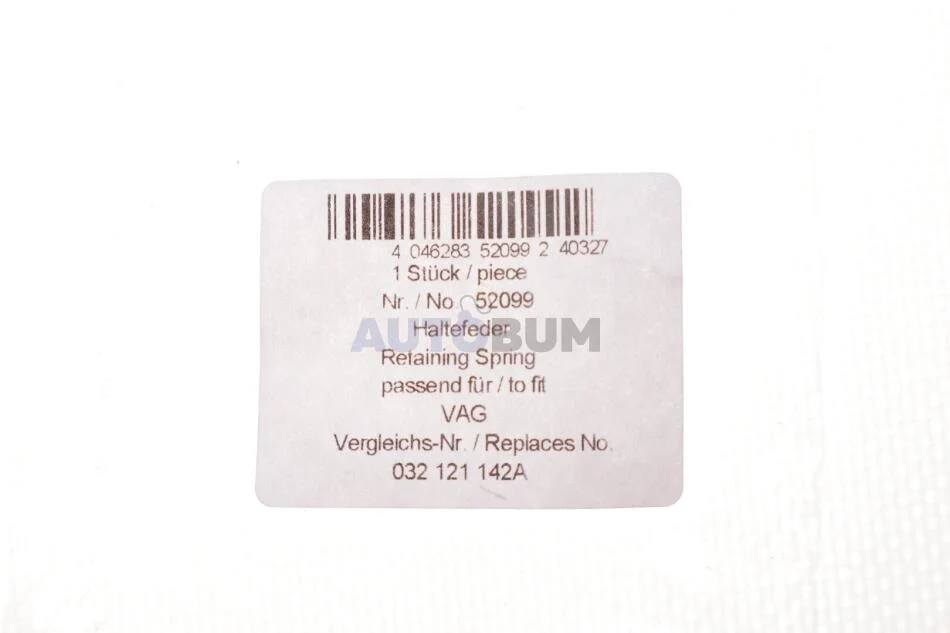 4 046283 52099 2 40327
1 Stück / piece
Nr. / No. 52099
AUTOBUM
Haltefeder
Retaining Spring
passend für / to fit
VAG
Vergleichs-Nr. / Replaces No.
032 121 142A